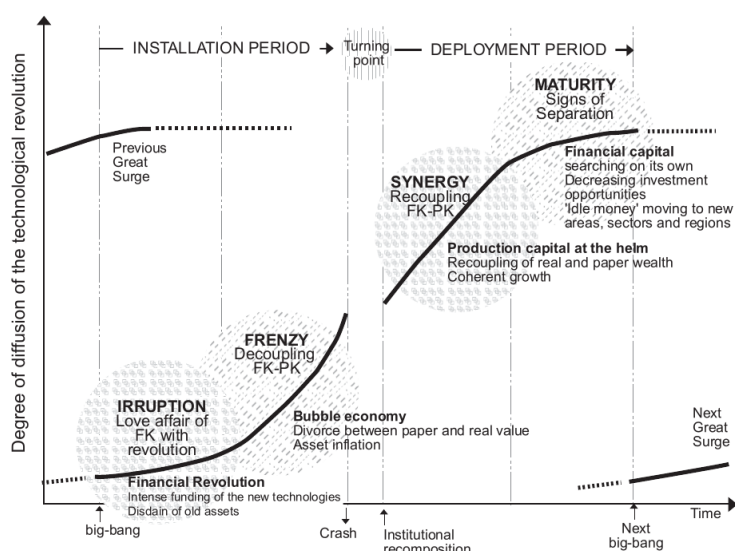 INSTALLATION PERIOD
Turning
point
DEPLOYMENT PERIOD
Degree of diffusion of the technological revolution
Previous
Great
Surge
MATURITY
Signs of
Separation
Financial capital
searching on its own
Decreasing investment
opportunities
'Idle money' moving to new
areas, sectors and regions
SYNERGY
Recoupling
FK-PK
Production capital at the helm
Recoupling of real and paper wealth
Coherent growth
FRENZY
Decoupling
FK-PK
Bubble economy
Divorce between paper and real value
Asset inflation
IRRUPTION
Love affair of
FK with
revolution
Financial Revolution
Intense funding of the new technologies
Disdain of old assets
Next
Great
Surge
Time
big-bang
Crash
Institutional
recomposition
Next
big-bang